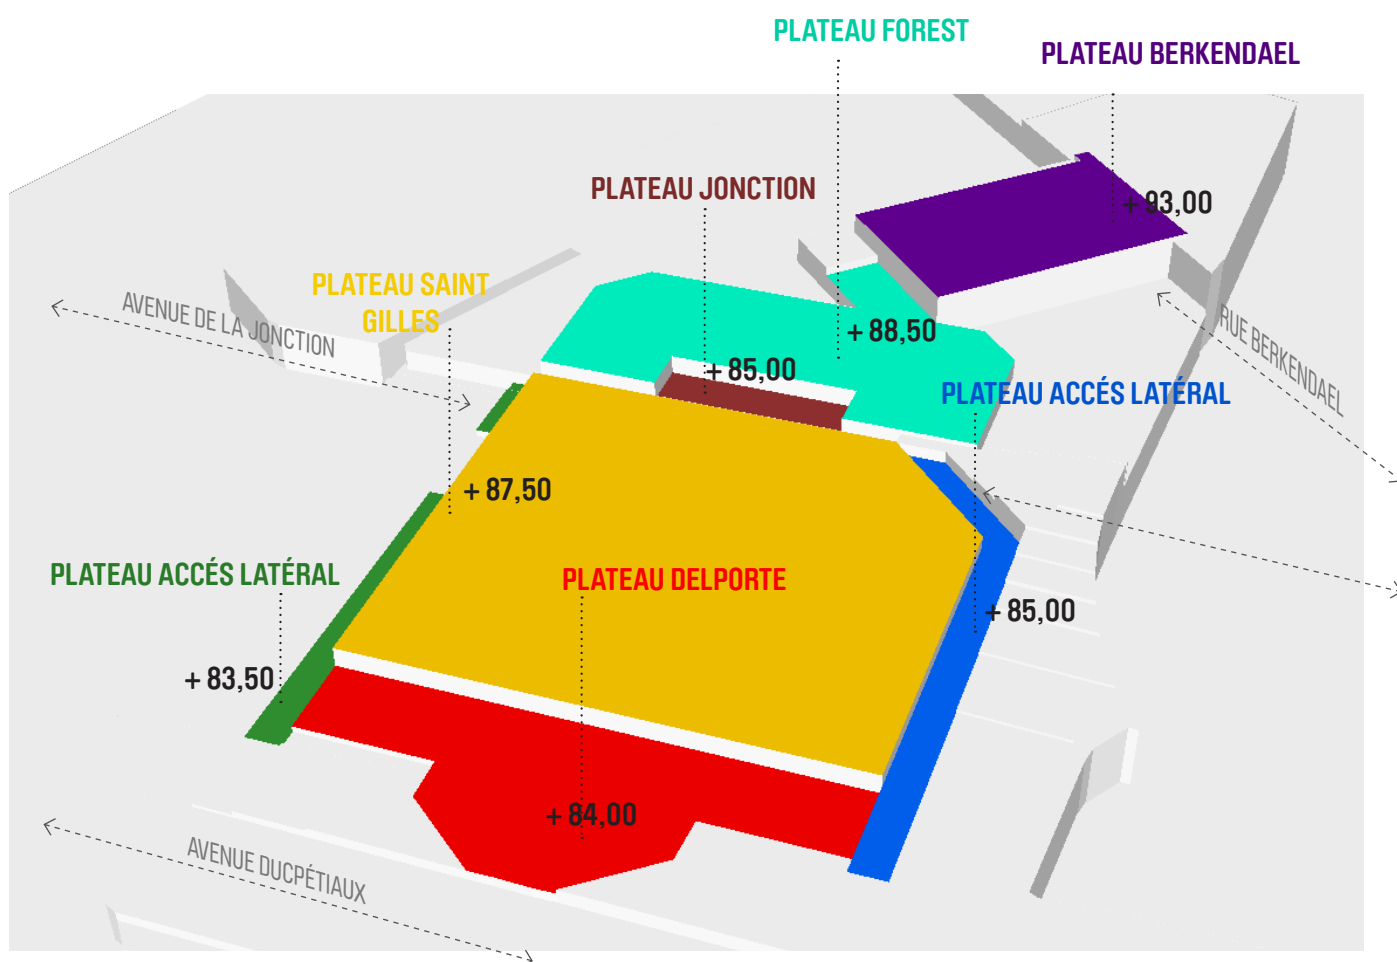 PLATEAU FOREST
PLATEAU BERKENDAEL
PLATEAU JONCTION
+ 93,00
PLATEAU SAINT
GILLES
AVENUE DE LA JONCTION
+ 88,50
RUE BERKENDAEL
+ 85,00
PLATEAU ACCÉS LATÉRAL
+ 87,50
PLATEAU ACCÉS LATÉRAL
PLATEAU DELPORTE
+ 85,00
+ 83,50
+ 84,00
AVENUE DUCPÉTIAUX